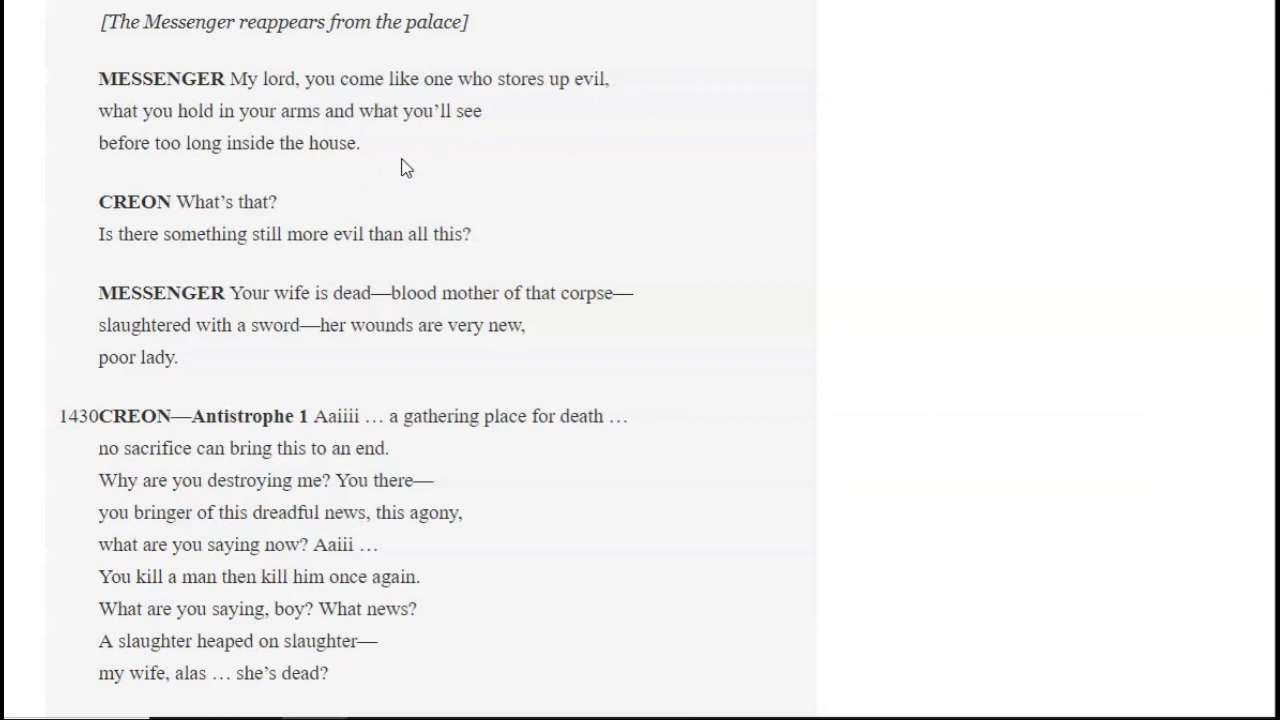 [The Messenger reappears from the palace]
MESSENGER My lord, you come like one who stores up evil,
what you hold in your arms and what you’ll see
before too long inside the house.
CREON What’s that?
Is there something still more evil than all this?
MESSENGER Your wife is dead—blood mother of that corpse—
slaughtered with a sword—her wounds are very new,
poor lady.
1430CREON—Antistrophe 1 Aaiiii … a gathering place for death …
no sacrifice can bring this to an end.
Why are you destroying me? You there—
you bringer of this dreadful news, this agony,
what are you saying now? Aaiii …
You kill a man then kill him once again.
What are you saying, boy? What news?
A slaughter heaped on slaughter—
my wife, alas … she’s dead?